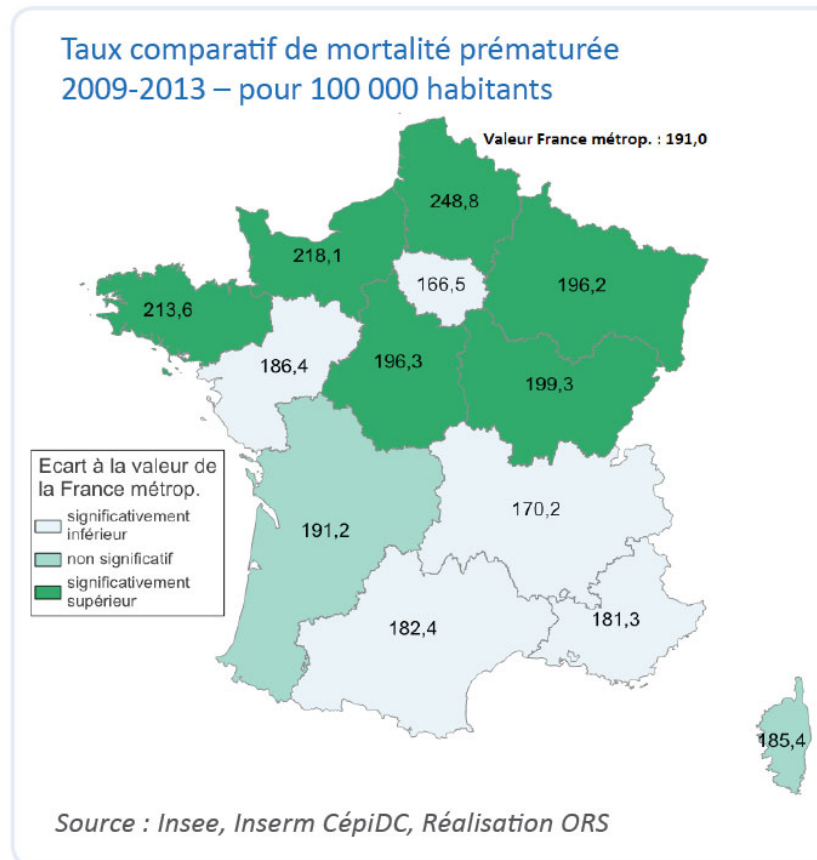 Taux comparatif de mortalité prématurée
2009-2013 – pour 100 000 habitants
Valeur France métrop. : 191,0
248,8
218,1
166,5
196,2
213,6
186,4
196,3
199,3
Ecart à la valeur de
la France métrop.
significativement
inférieur
non significatif
significativement
supérieur
170,2
191,2
182,4
181,3
185,4
Source : Insee, Inserm CépiDC, Réalisation ORS